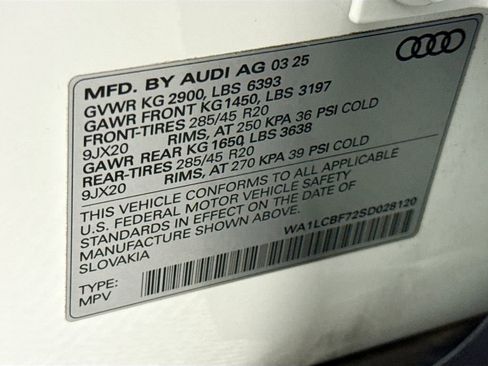 MFD. BY AUDI AG 03 25
GVWR KG 2900, LBS 6393
GAWR FRONT KG 1450, LBS 3197
FRONT-TIRES 285/45 R20
9JX20 RIMS, AT 250 KPA 36 PSI COLD
GAWR REAR KG 1650, LBS 3638
REAR-TIRES 285/45 R20
9JX20 RIMS, AT 270 KPA 39 PSI COLD
THIS VEHICLE CONFORMS TO ALL APPLICABLE
U.S. FEDERAL MOTOR VEHICLE SAFETY
STANDARDS IN EFFECT ON THE DATE OF
MANUFACTURE SHOWN ABOVE.
SLOVAKIA
WA1LCBF72SD028120
TYPE:
MPV